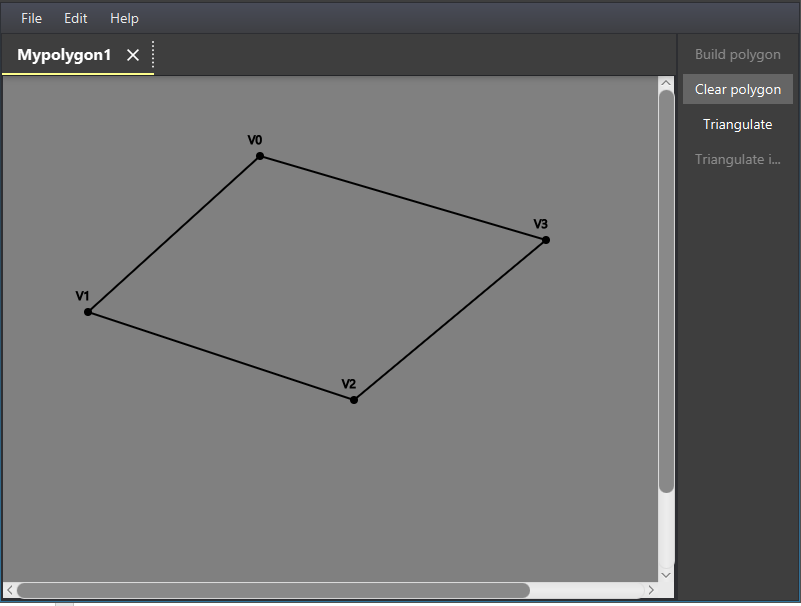 File Edit Help
Mypolygon1
Build polygon
Clear polygon
Triangulate
Triangulate i...
V0
V3
V1
V2